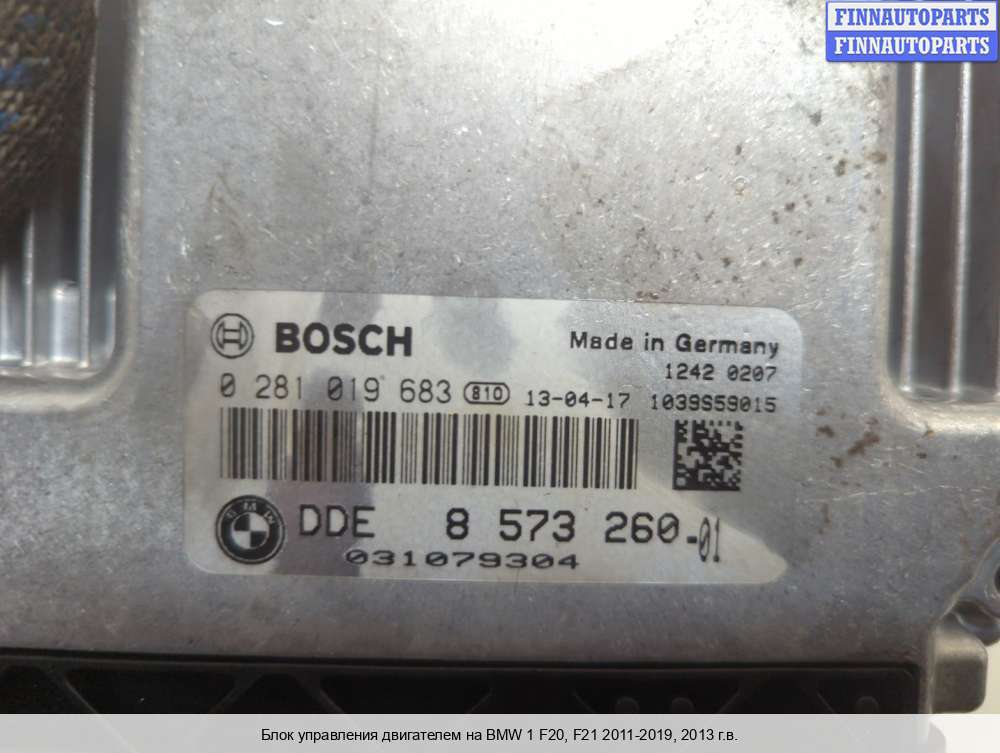 FINNAUTOPARTS
FINNAUTOPARTS
BOSCH
Made in Germany
1242 0207
0 281 019 683 810 13-04-17 1039S59015
DDE 8 573 260-01
031079304
Блок управления двигателем на BMW 1 F20, F21 2011-2019, 2013 г.в.